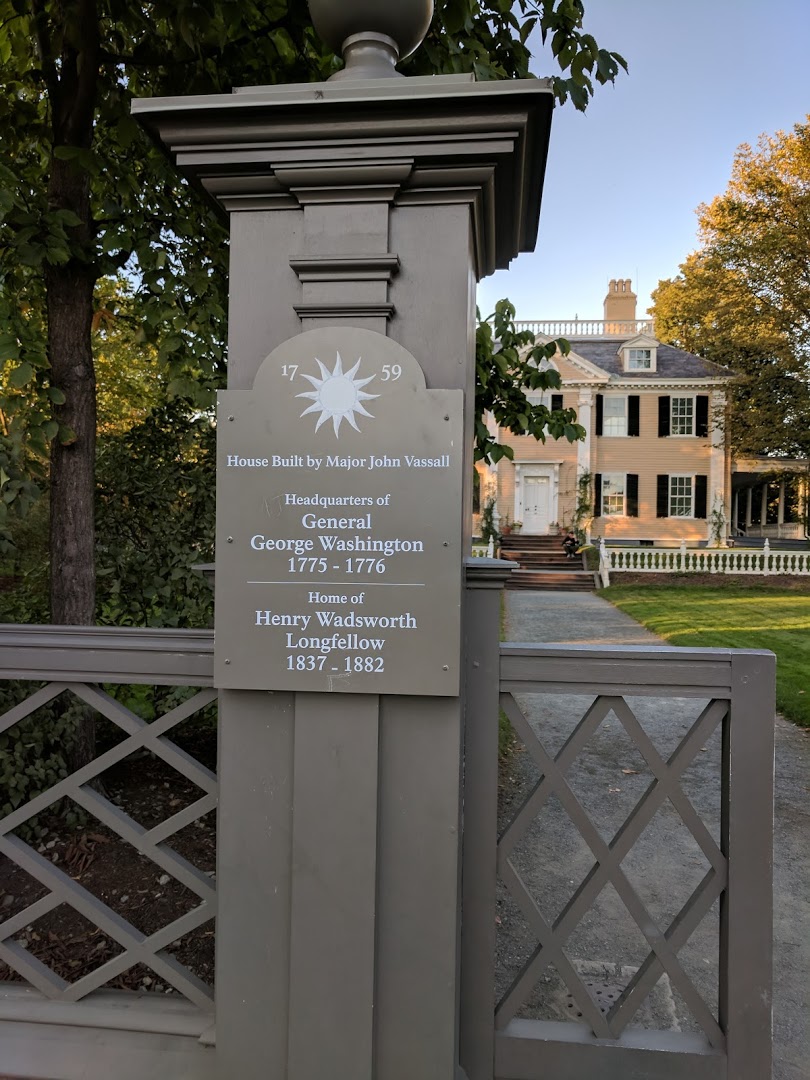 17 59
House Built by Major John Vassall
Headquarters of
General
George Washington
1775 - 1776
Home of
Henry Wadsworth
Longfellow
1837 - 1882